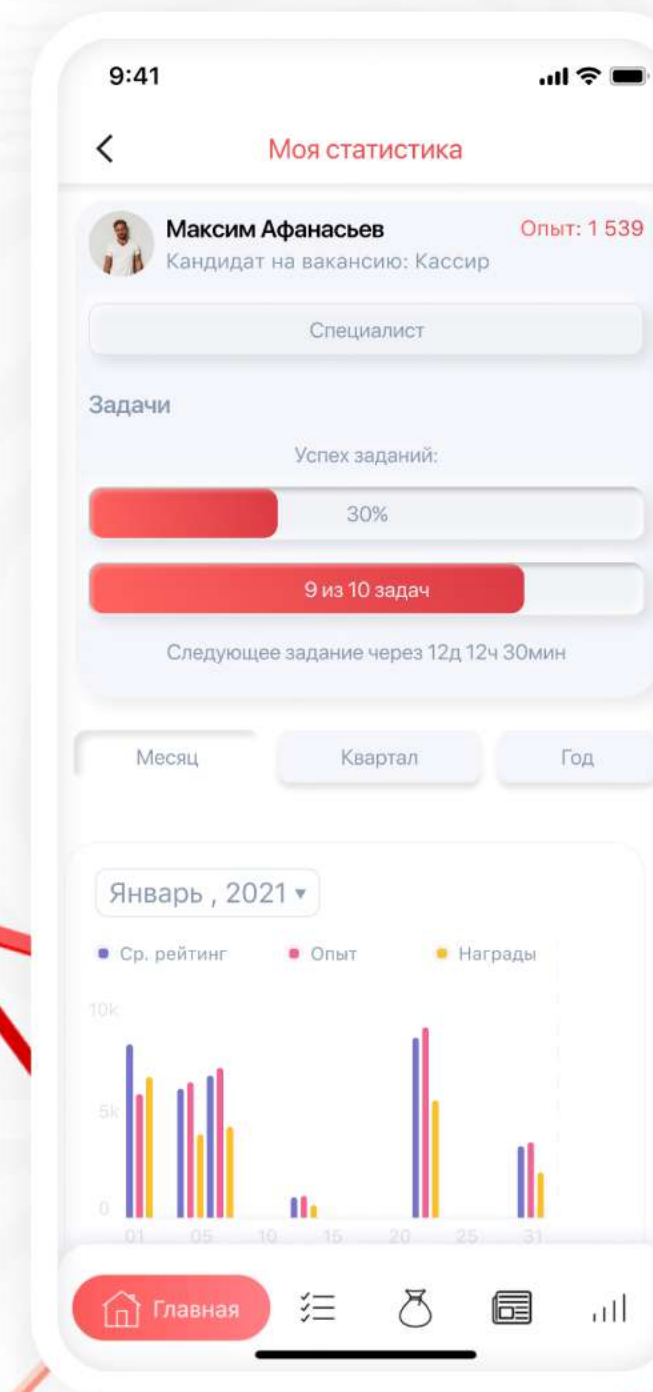 9:41
Моя статистика
Максим Афанасьев
Опыт: 1 539
Кандидат на вакансию: Кассир
Специалист
Задачи
Успех заданий:
30%
9 из 10 задач
Следующее задание через 12д 12ч 30мин
Месяц Квартал Год
Январь , 2021
Ср. рейтинг Опыт Награды
10k
5k
0
01 05 10 15 20 25 31
Главная